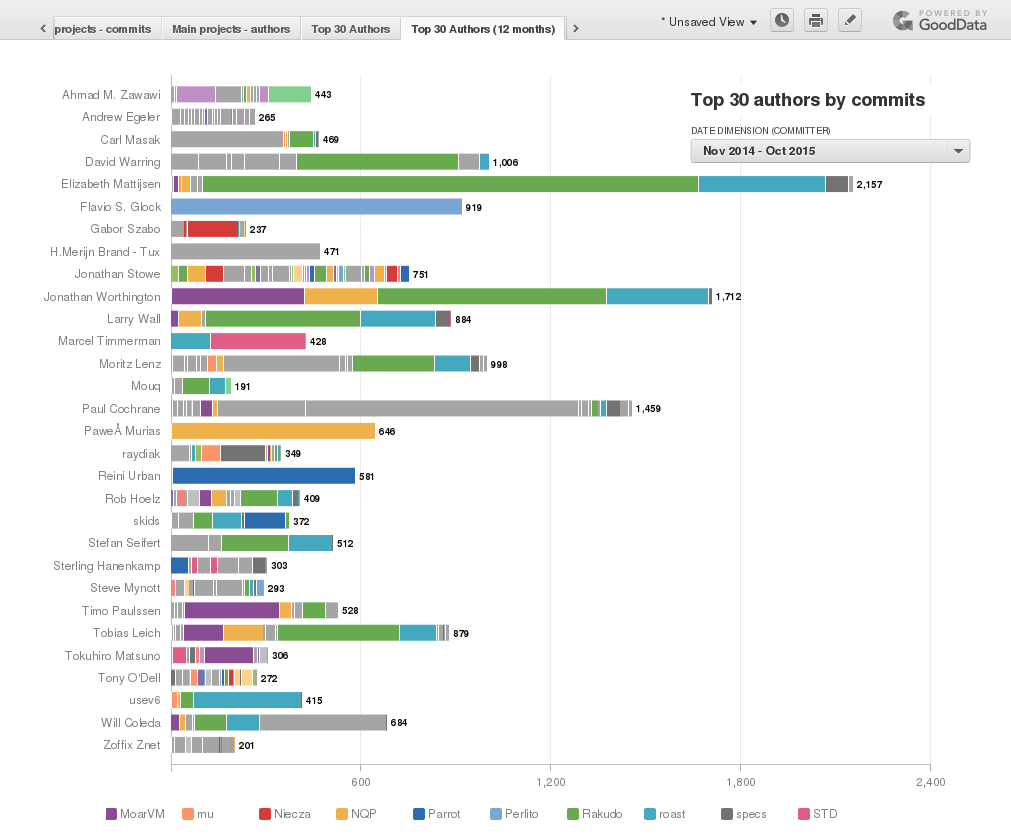 projects - commits Main projects - authors Top 30 Authors Top 30 Authors (12 months) * Unsaved View POWERED BY GoodData
Top 30 authors by commits
DATE DIMENSION (COMMITTER)
Nov 2014 - Oct 2015
Ahmad M. Zawawi 443
Andrew Egeler 265
Carl Masak 469
David Warring 1,006
Elizabeth Mattijsen 2,157
Flavio S. Glock 919
Gabor Szabo 237
H.Merijn Brand - Tux 471
Jonathan Stowe 751
Jonathan Worthington 1,712
Larry Wall 884
Marcel Timmerman 428
Moritz Lenz 998
Mouq 191
Paul Cochrane 1,459
PaweÅ Murias 646
raydiak 349
Reini Urban 581
Rob Hoelz 409
skids 372
Stefan Seifert 512
Sterling Hanenkamp 303
Steve Mynott 293
Timo Paulssen 528
Tobias Leich 879
Tokuhiro Matsuno 306
Tony O'Dell 272
usev6 415
Will Coleda 684
Zoffix Znet 201
600 1,200 1,800 2,400
MoarVM mu Niecza NQP Parrot Perlito Rakudo roast specs STD